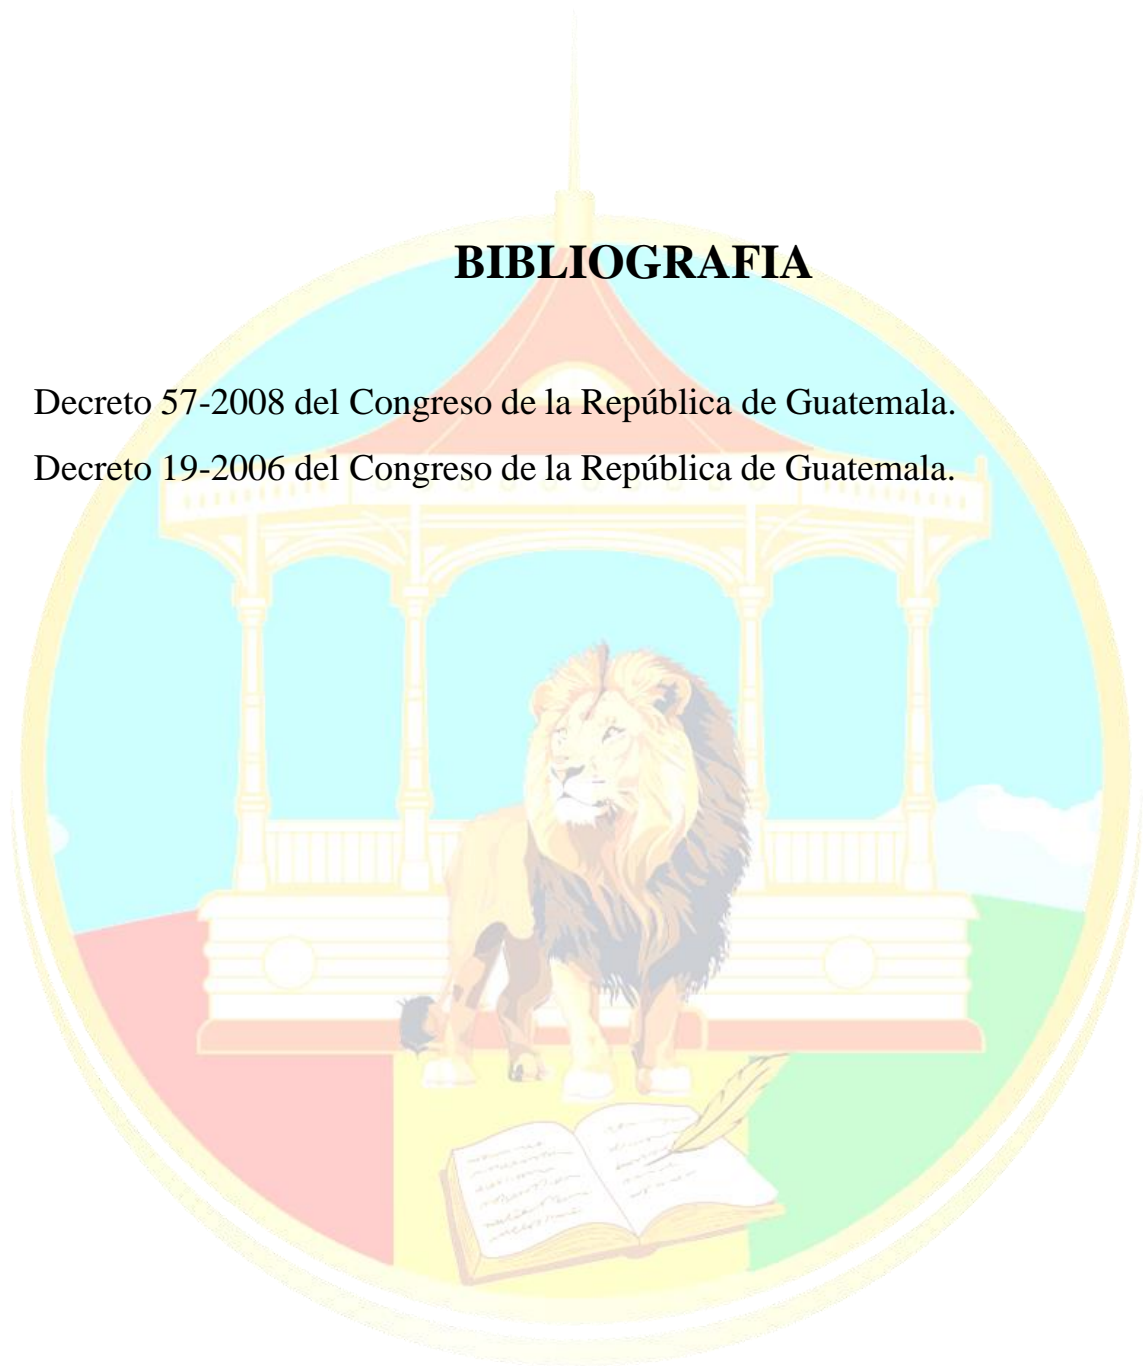 BIBLIOGRAFIA
Decreto 57-2008 del Congreso de la República de Guatemala.
Decreto 19-2006 del Congreso de la República de Guatemala.